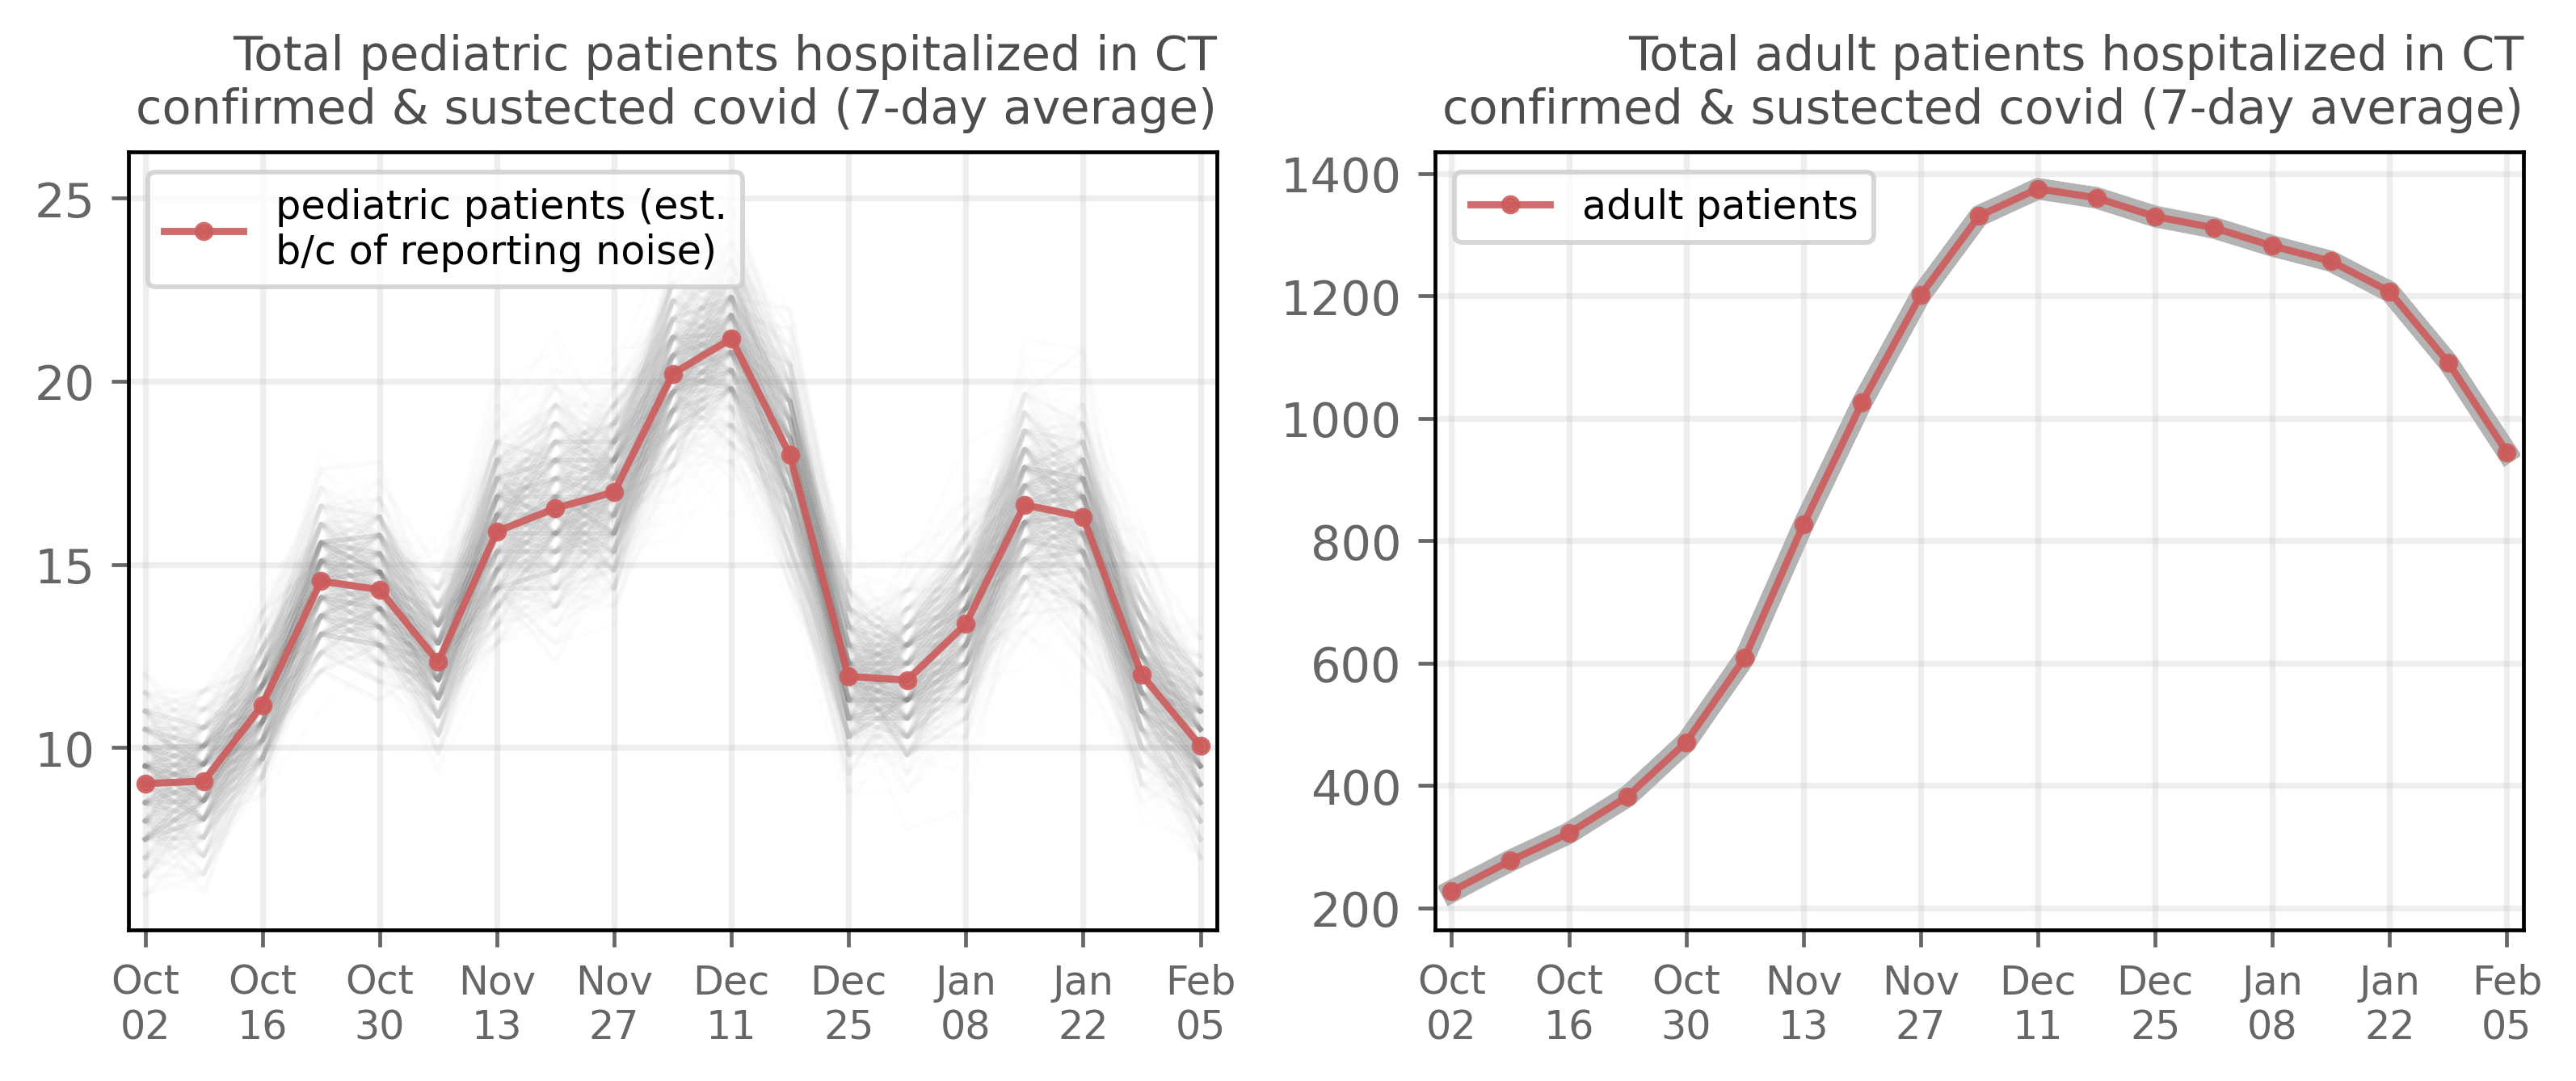 Total pediatric patients hospitalized in CT
confirmed & sustected covid (7-day average)
pediatric patients (est.
b/c of reporting noise)
25
20
15
10
Oct Oct Oct Nov Nov Dec Dec Jan Jan Feb
02 16 30 13 27 11 25 08 22 05
Total adult patients hospitalized in CT
confirmed & sustected covid (7-day average)
adult patients
1400
1200
1000
800
600
400
200
Oct Oct Oct Nov Nov Dec Dec Jan Jan Feb
02 16 30 13 27 11 25 08 22 05